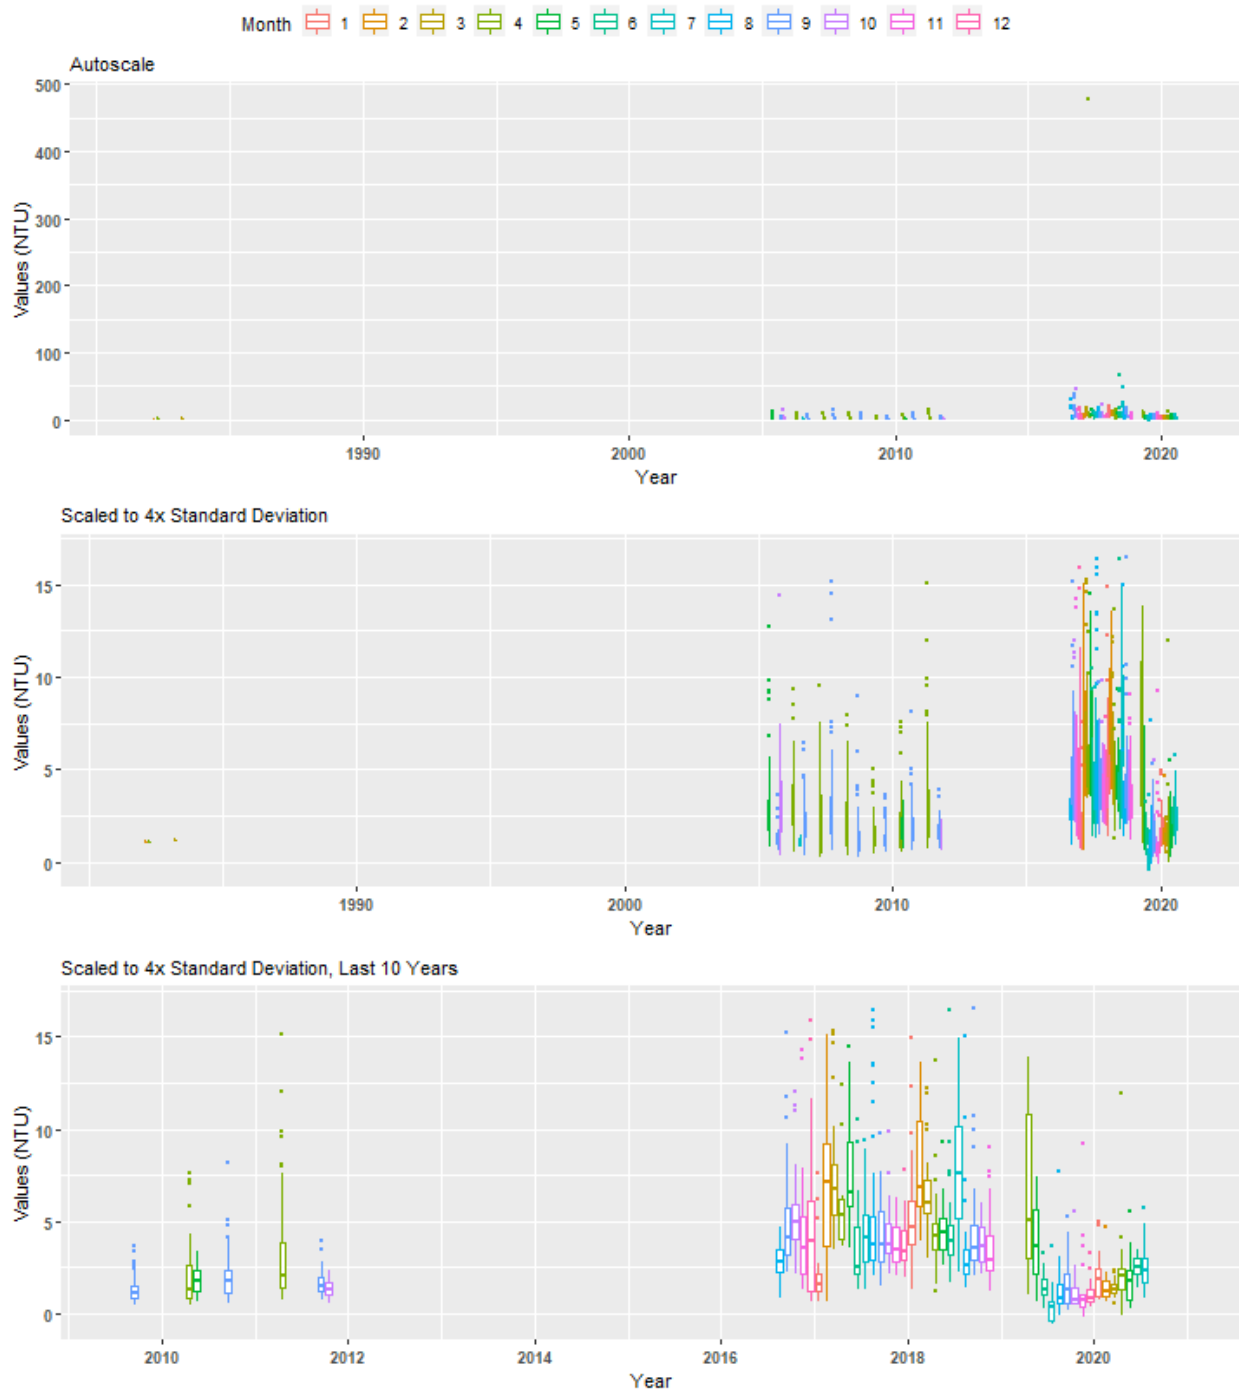 Month 1 2 3 4 5 6 7 8 9 10 11 12
Autoscale
500
400
300
200
100
0
Values (NTU)
1990 2000 2010 2020
Year
Scaled to 4x Standard Deviation
15
10
5
0
Values (NTU)
1990 2000 2010 2020
Year
Scaled to 4x Standard Deviation, Last 10 Years
15
10
5
0
Values (NTU)
2010 2012 2014 2016 2018 2020
Year